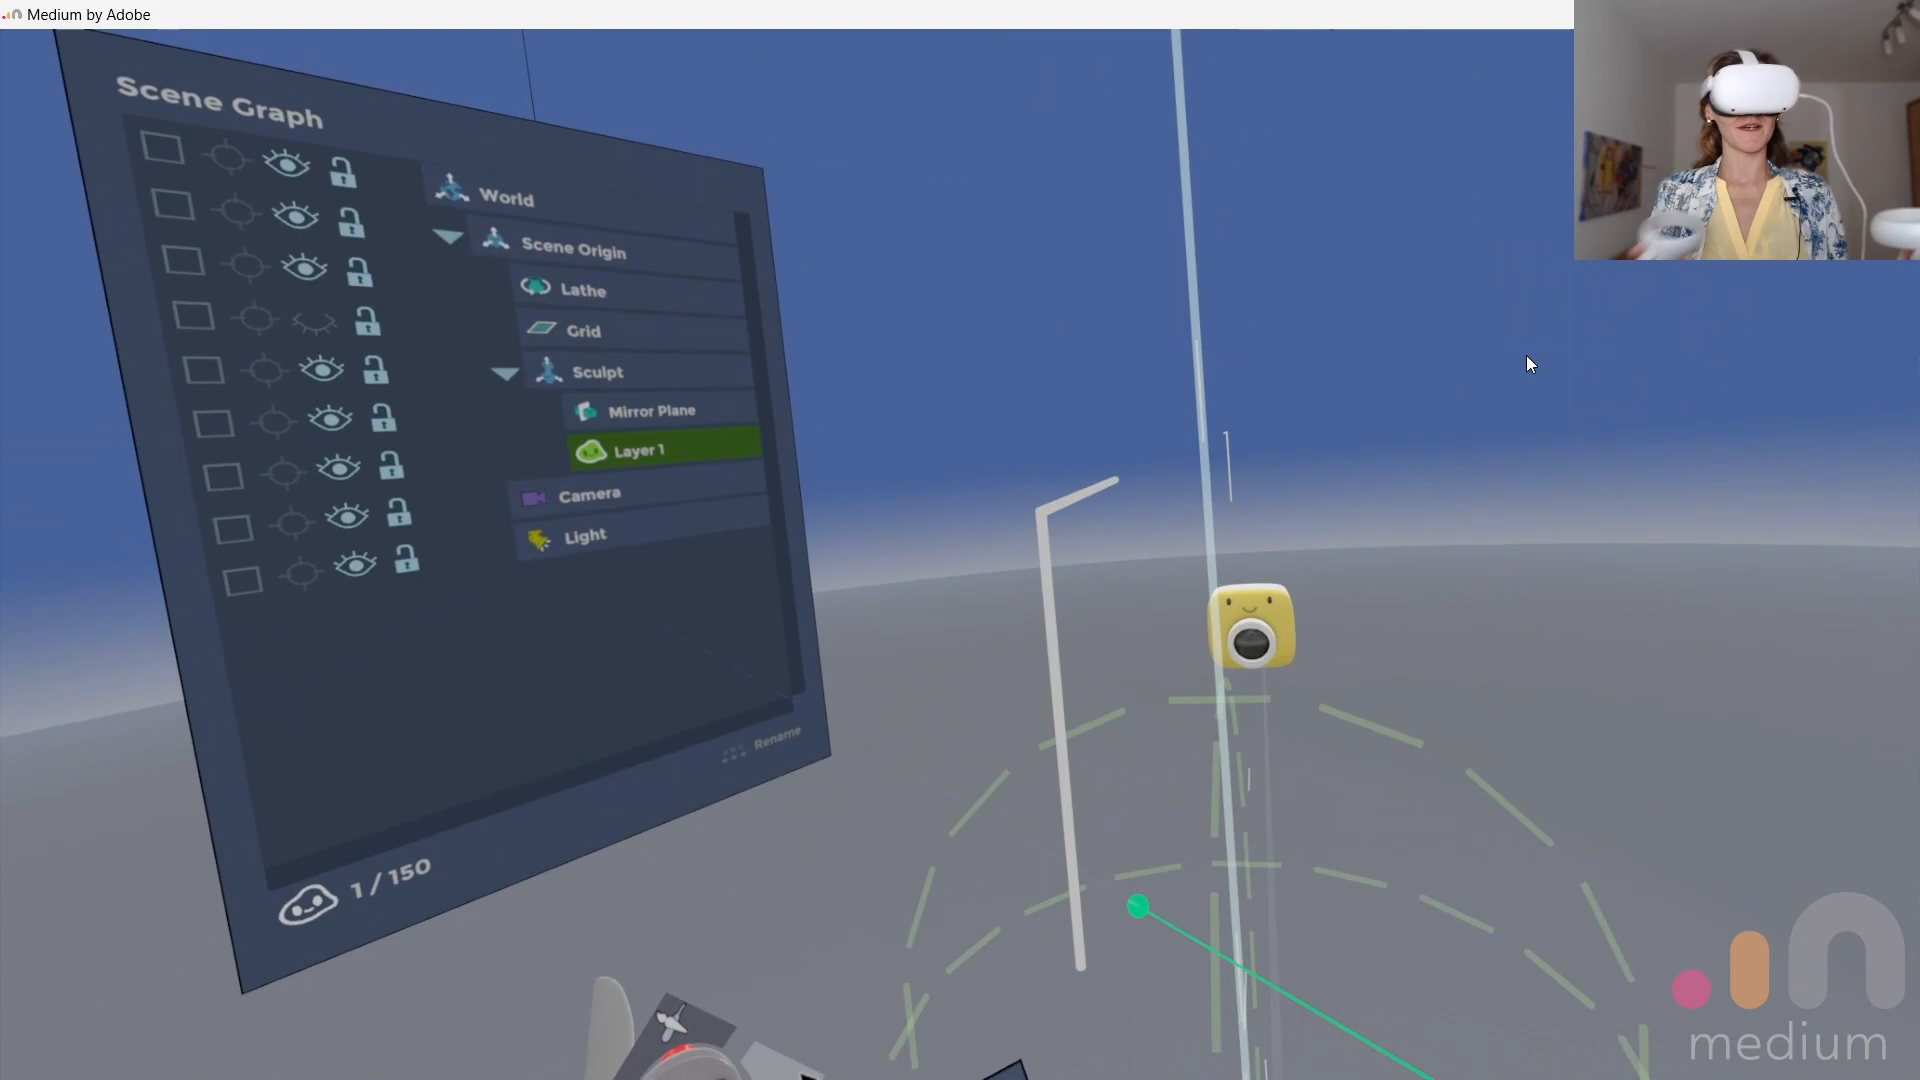 Medium by Adobe
Scene Graph
World
Scene Origin
Lathe
Grid
Sculpt
Mirror Plane
Layer 1
Camera
Light
Rename
1 / 150
medium